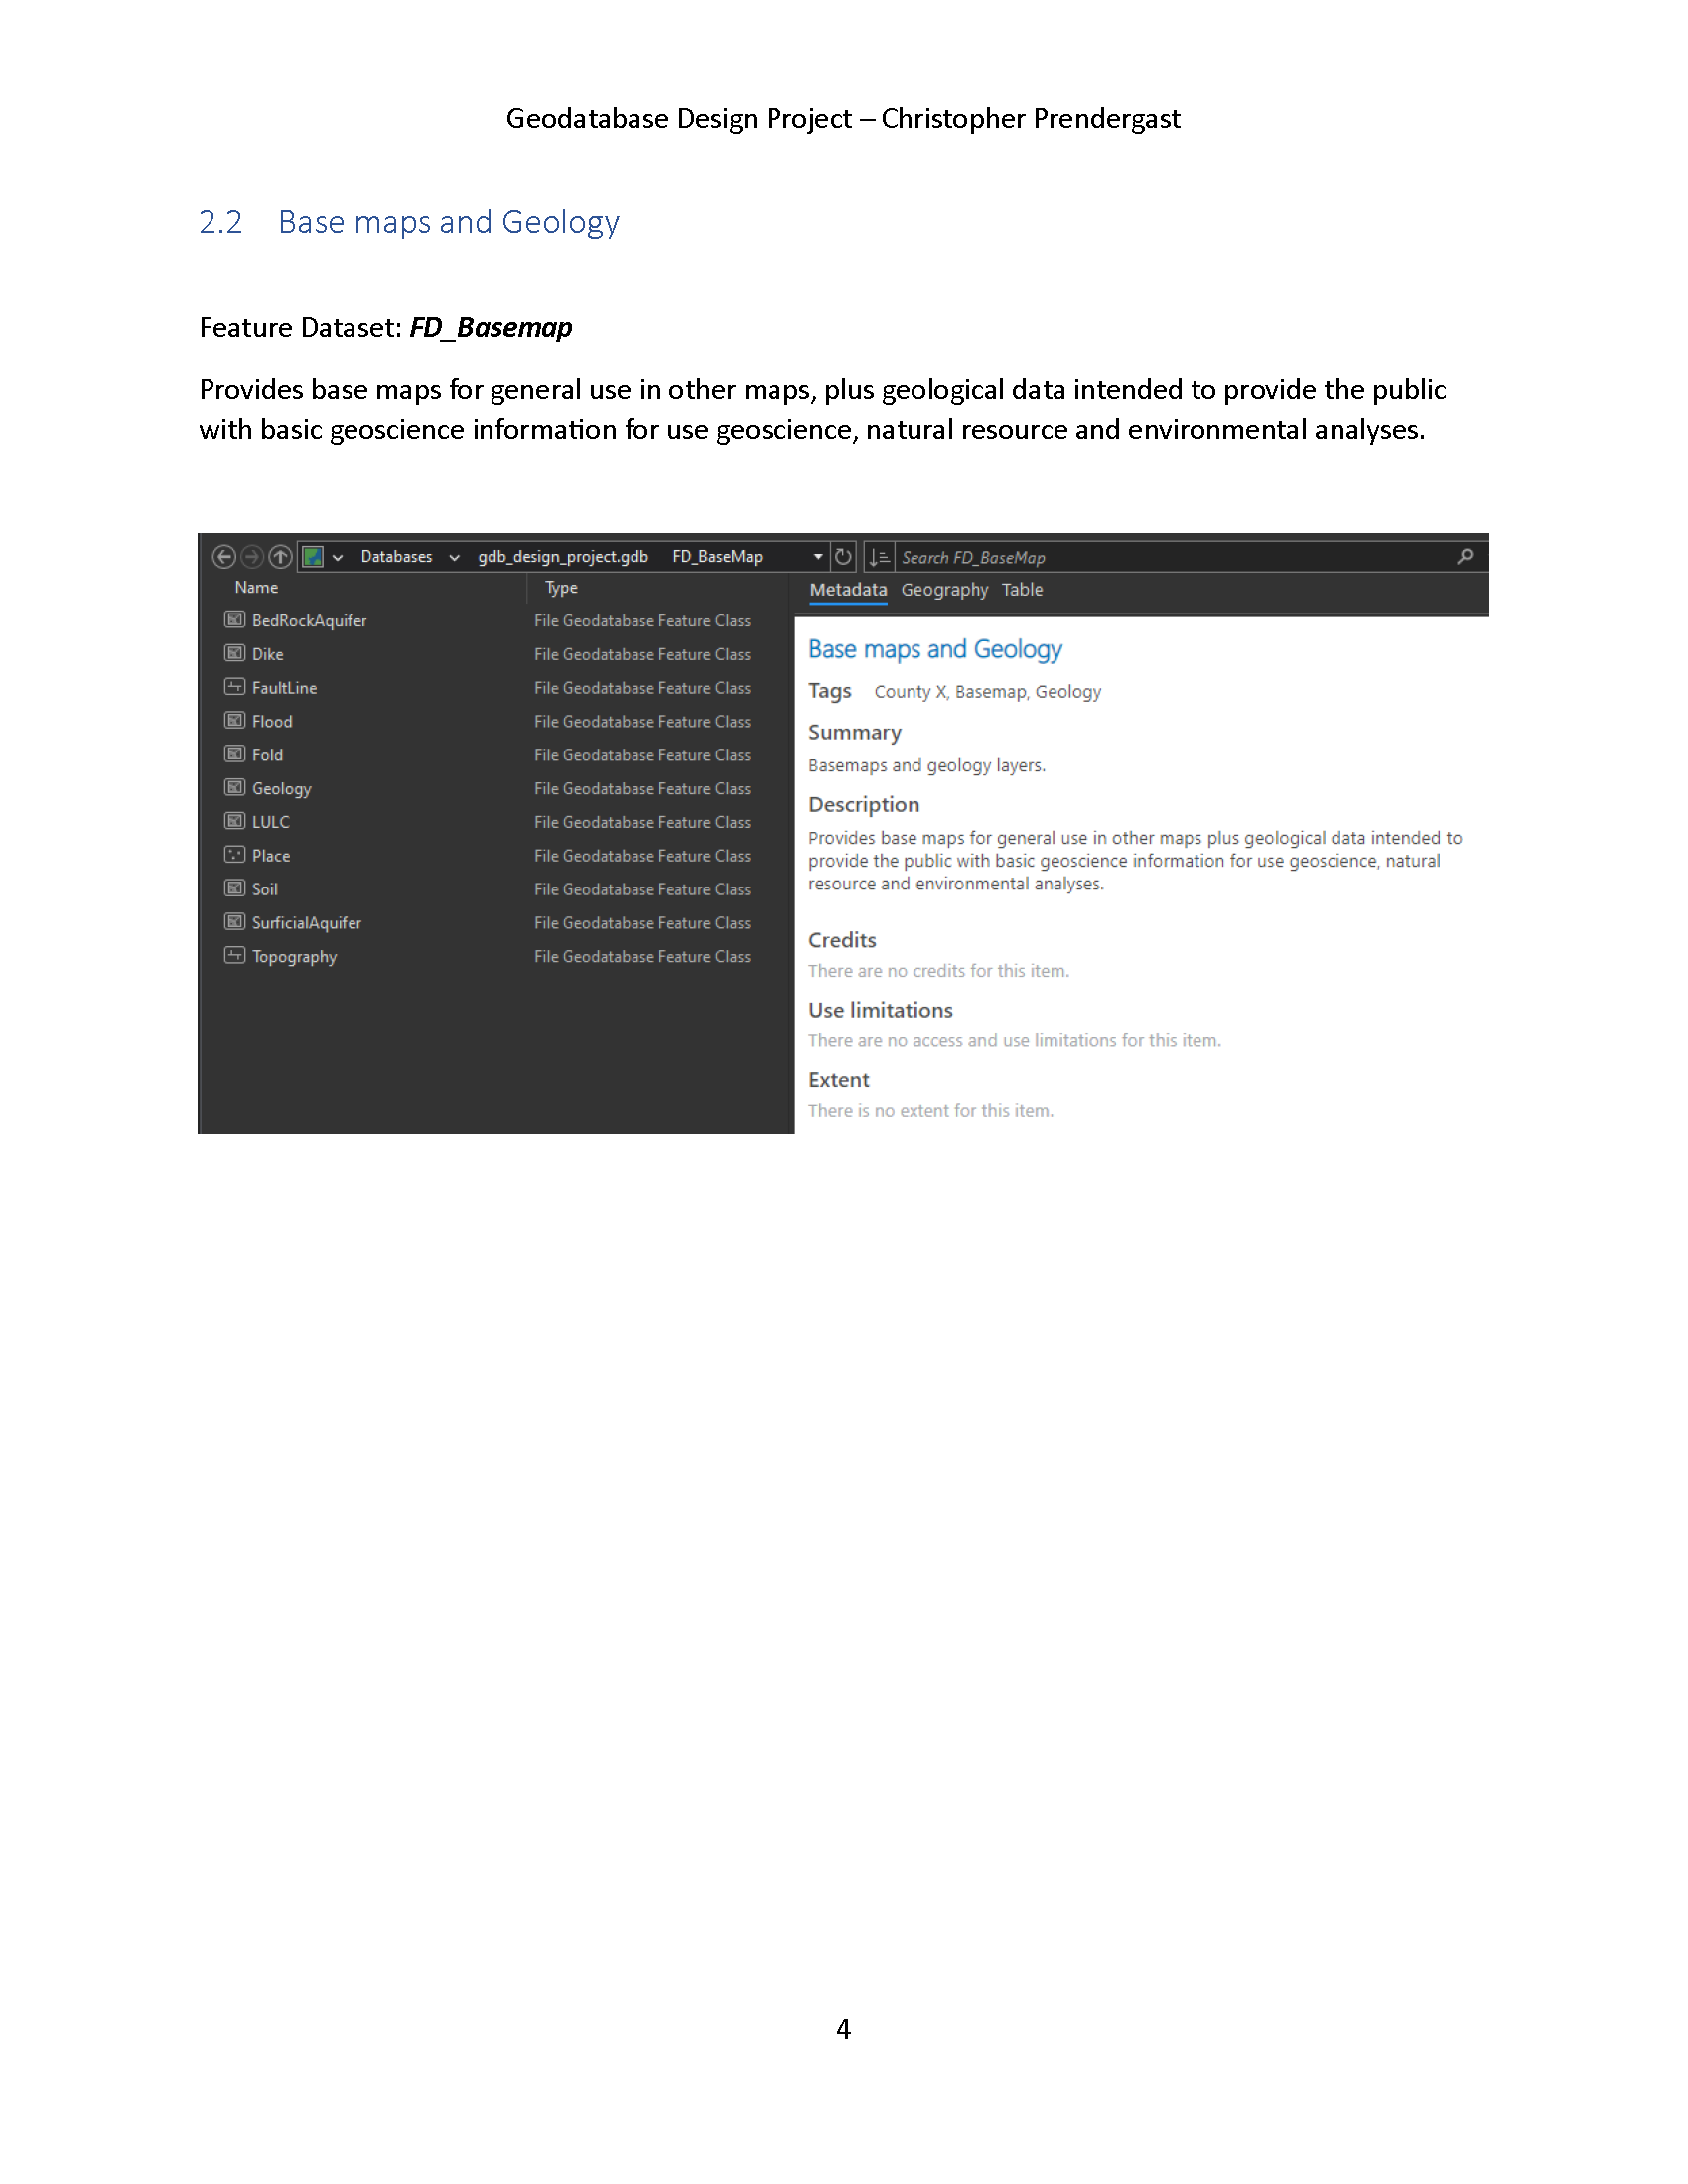 Geodatabase Design Project – Christopher Prendergast
2.2 Base maps and Geology
Feature Dataset: FD_Basemap
Provides base maps for general use in other maps, plus geological data intended to provide the public
with basic geoscience information for use geoscience, natural resource and environmental analyses.
Databases gdb_design_project.gdb FD_BaseMap Search FD_BaseMap
Name Type
BedRockAquifer File Geodatabase Feature Class
Dike File Geodatabase Feature Class
FaultLine File Geodatabase Feature Class
Flood File Geodatabase Feature Class
Fold File Geodatabase Feature Class
Geology File Geodatabase Feature Class
LULC File Geodatabase Feature Class
Place File Geodatabase Feature Class
Soil File Geodatabase Feature Class
SurficialAquifer File Geodatabase Feature Class
Topography File Geodatabase Feature Class
Metadata Geography Table
Base maps and Geology
Tags County X, Basemap, Geology
Summary
Basemaps and geology layers.
Description
Provides base maps for general use in other maps plus geological data intended to
provide the public with basic geoscience information for use geoscience, natural
resource and environmental analyses.
Credits
There are no credits for this item.
Use limitations
There are no access and use limitations for this item.
Extent
There is no extent for this item.
4